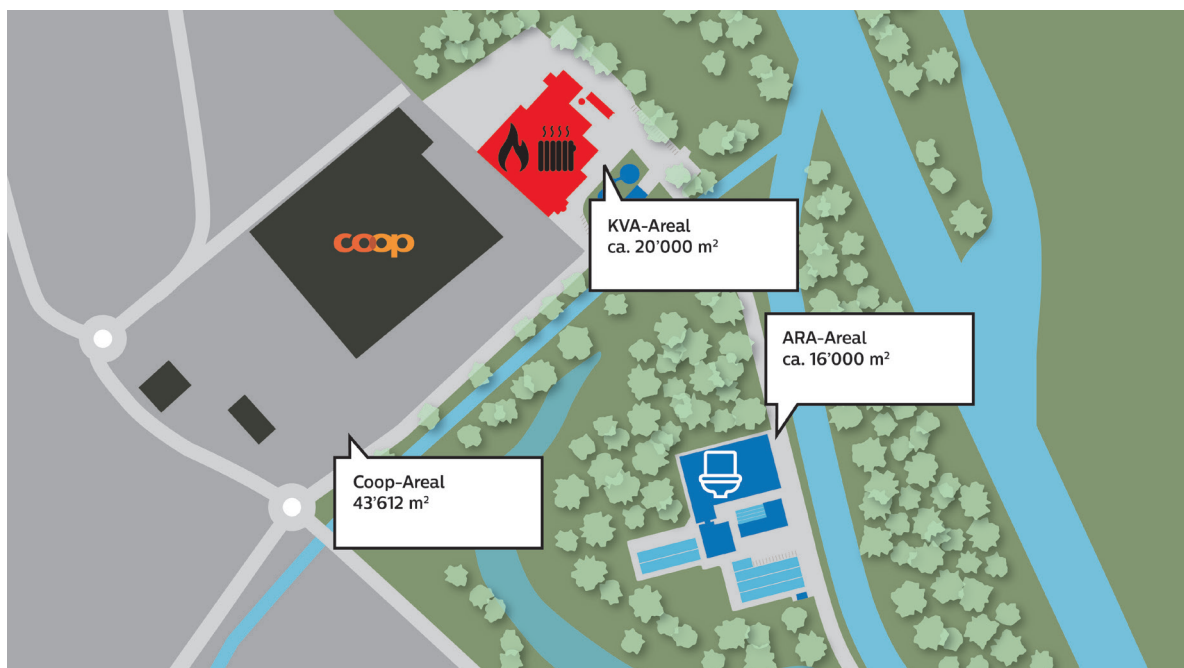 coop
KVA-Areal
ca. 20’000 m²
ARA-Areal
ca. 16’000 m²
Coop-Areal
43’612 m²